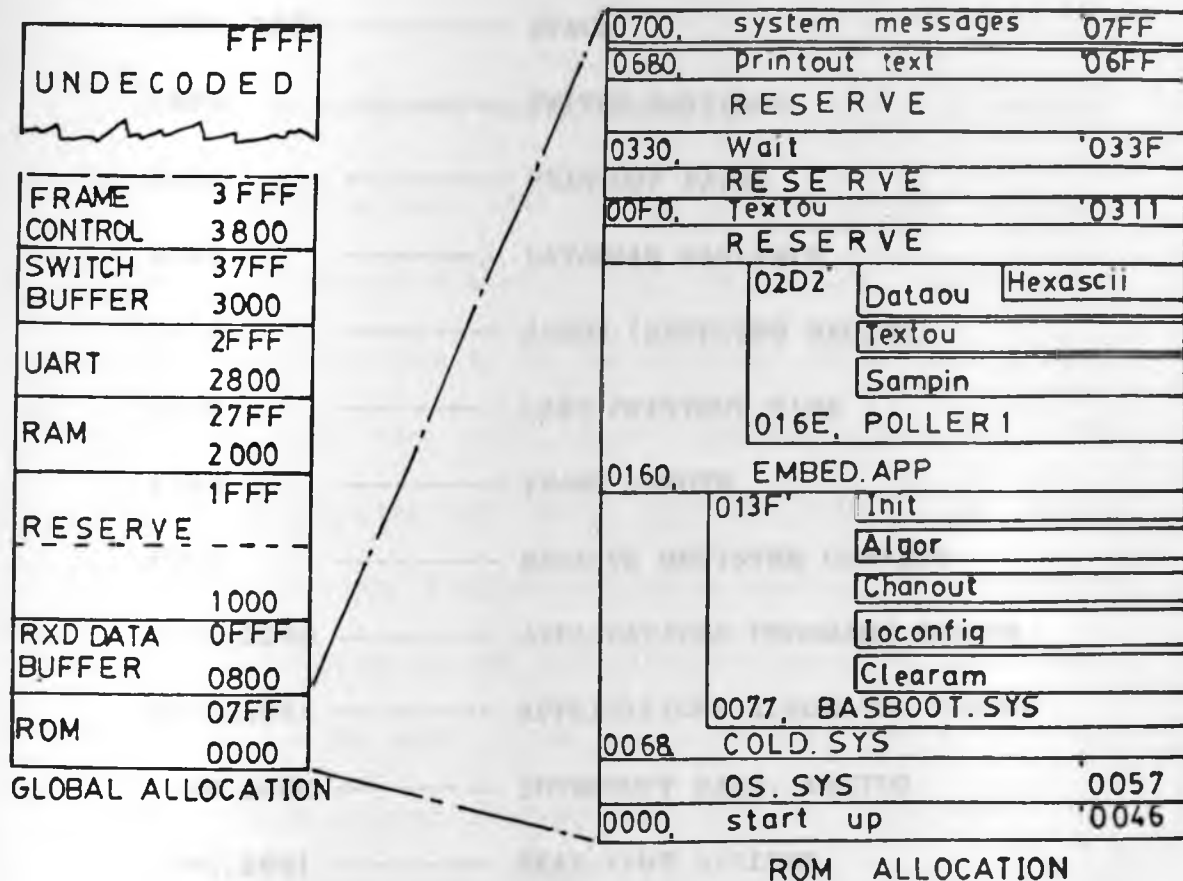 FFFF
UNDECODED
FRAME 3FFF
CONTROL 3800
SWITCH 37FF
BUFFER 3000
2FFF
UART
2800
27FF
RAM
2000
1FFF
RESERVE
1000
RXD DATA 0FFF
BUFFER 0800
07FF
ROM
0000
GLOBAL ALLOCATION
0700, system messages '07FF
0680, Printout text '06FF
RESERVE
0330, Wait '033F
RESERVE
00F0, Textou '0311
RESERVE
02D2' Dataou Hexascii
Textou
Sampin
016E, POLLER 1
0160, EMBED.APP
013F' Init
Algor
Chanout
Ioconfig
Clearam
0077, BASBOOT.SYS
0068, COLD.SYS
OS.SYS '0057
0000, start up '0046
ROM ALLOCATION